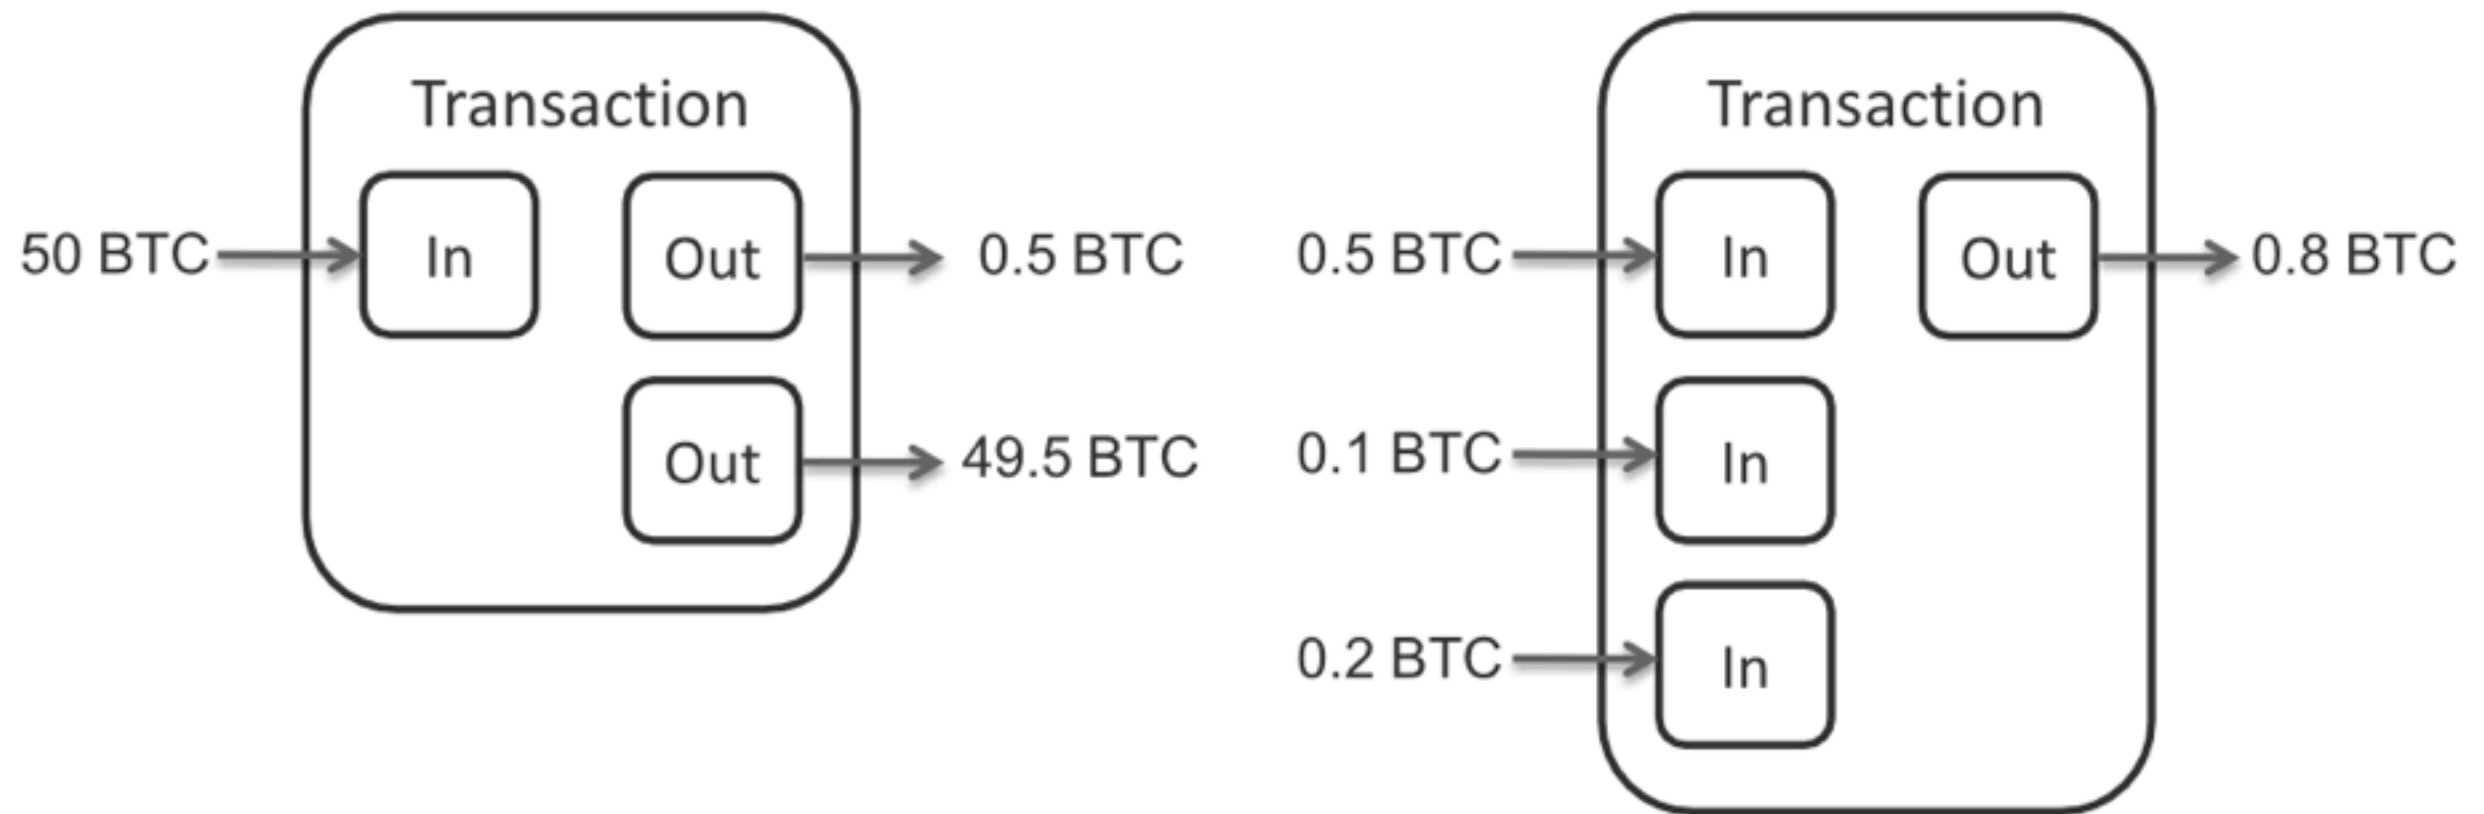 Transaction
50 BTC
In
Out
0.5 BTC
Out
49.5 BTC
Transaction
0.5 BTC
In
Out
0.8 BTC
0.1 BTC
In
0.2 BTC
In